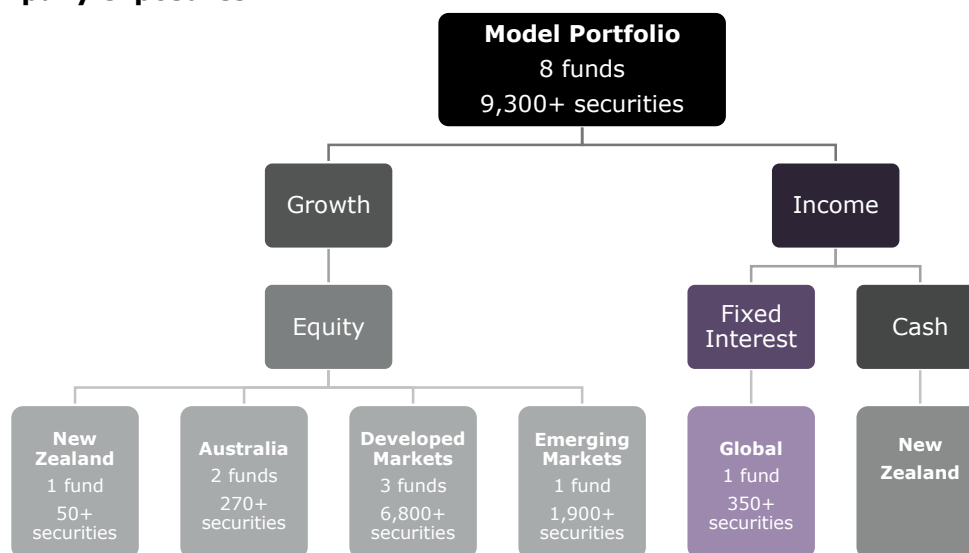 Model Portfolio
8 funds
9,300+ securities
Growth
Income
Equity
Fixed
Interest
Cash
New
Zealand
1 fund
50+
securities
Australia
2 funds
270+
securities
Developed
Markets
3 funds
6,800+
securities
Emerging
Markets
1 fund
1,900+
securities
Global
1 fund
350+
securities
New
Zealand